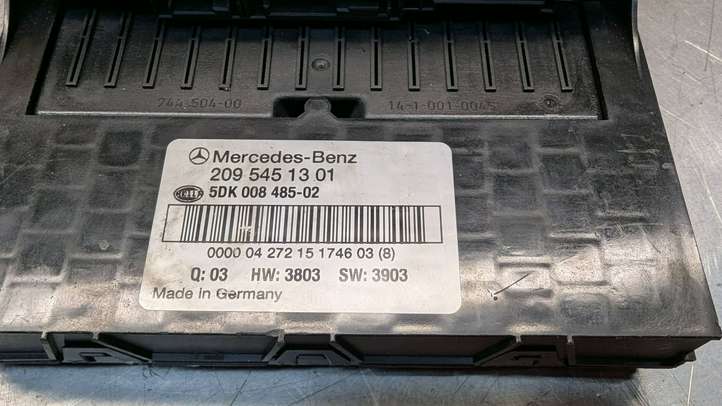 744.504-00 14-1-001-0045
Mercedes-Benz
209 545 13 01
HELLA 5DK 008 485-02
0000 04 272 15 1746 03 (8)
Q: 03 HW: 3803 SW: 3903
Made in Germany